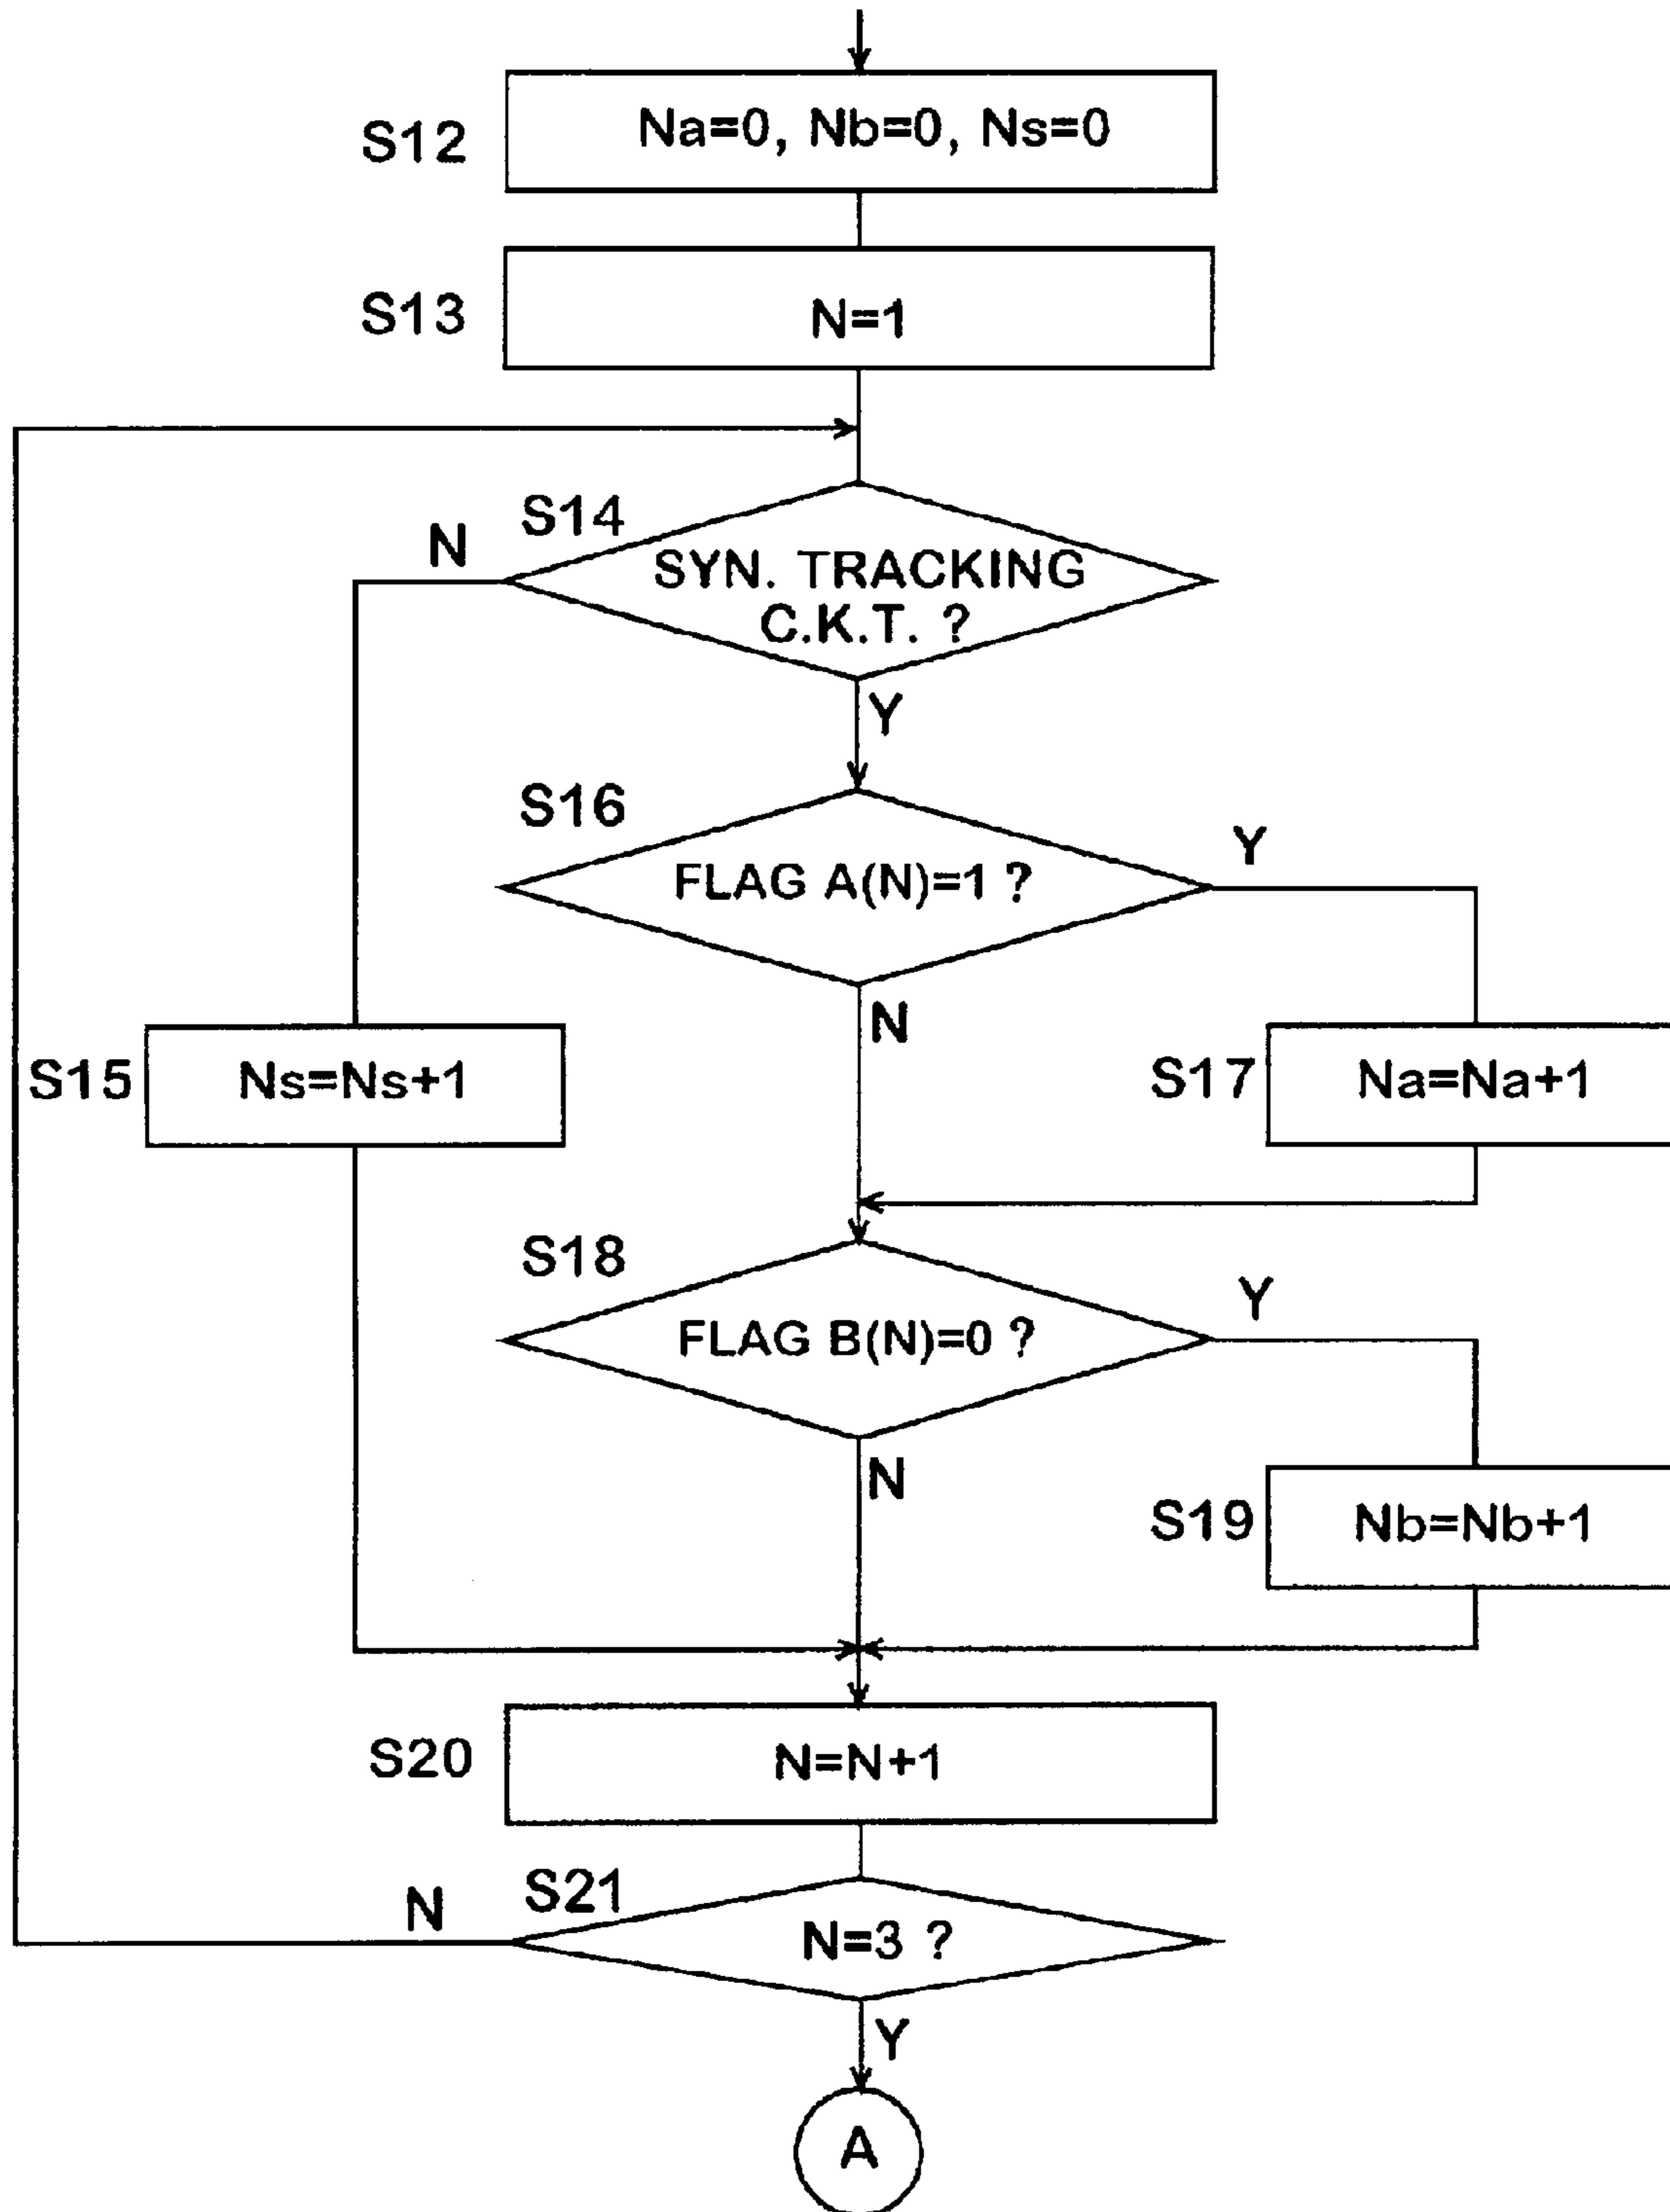 S12
Na=0, Nb=0, Ns=0
S13
N=1
S14
N
SYN. TRACKING
C.K.T. ?
Y
S16
FLAG A(N)=1 ?
Y
N
S15
Ns=Ns+1
S17
Na=Na+1
S18
FLAG B(N)=0 ?
Y
N
S19
Nb=Nb+1
S20
N=N+1
S21
N
N=3 ?
Y
A